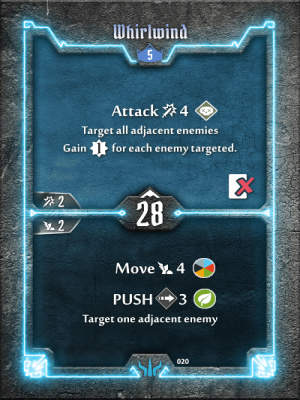 Whirlwind
5
Attack 4
Target all adjacent enemies
Gain 1 for each enemy targeted.
2
28
2
Move 4
PUSH 3
Target one adjacent enemy
020